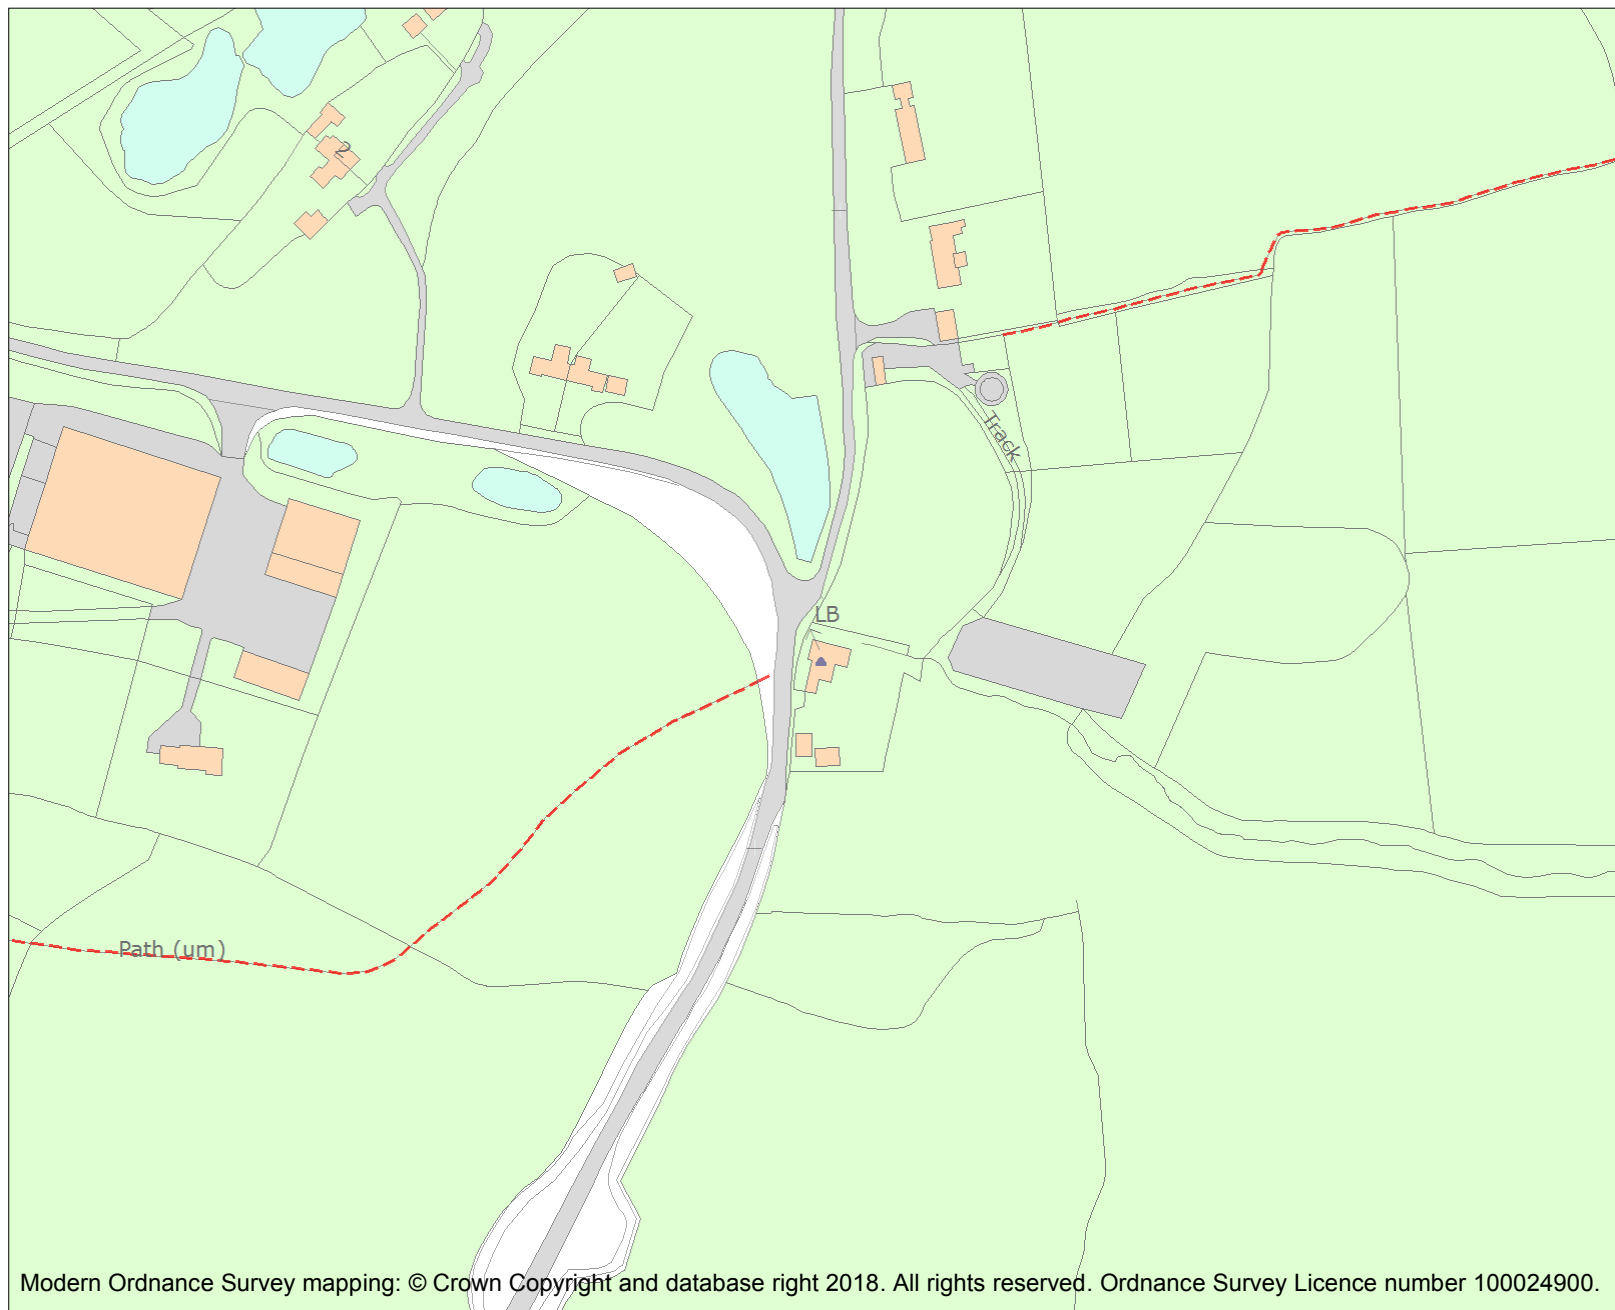 2
Track
LB
Path (um)
Modern Ordnance Survey mapping: © Crown Copyright and database right 2018. All rights reserved. Ordnance Survey Licence number 100024900.